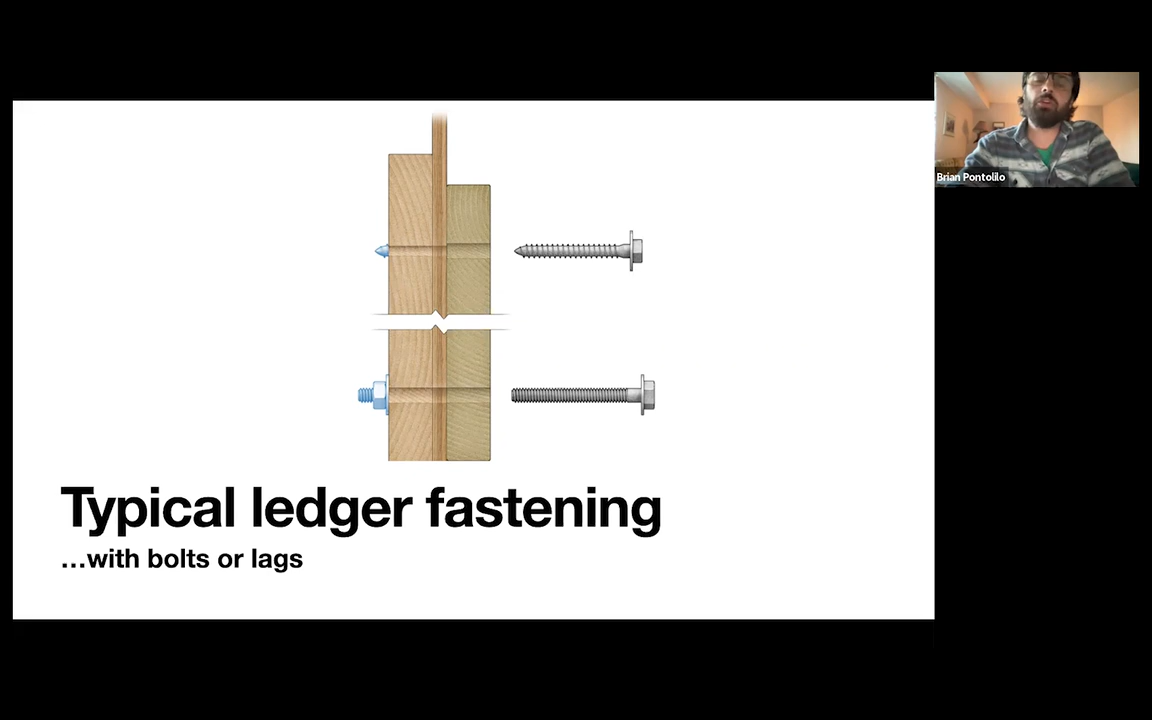 Brian Pontolilo
Typical ledger fastening
...with bolts or lags